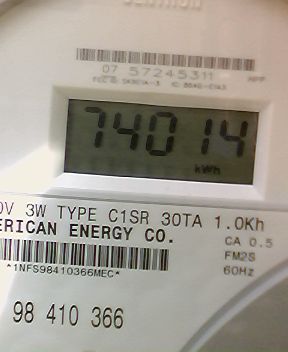 CENTRON
07 57245311
74014
kWh
0V 3W TYPE C1SR 30TA 1.0Kh
ERICAN ENERGY CO.
CA 0.5
FM2S
*1NFS98410366MEC*
60Hz
98 410 366